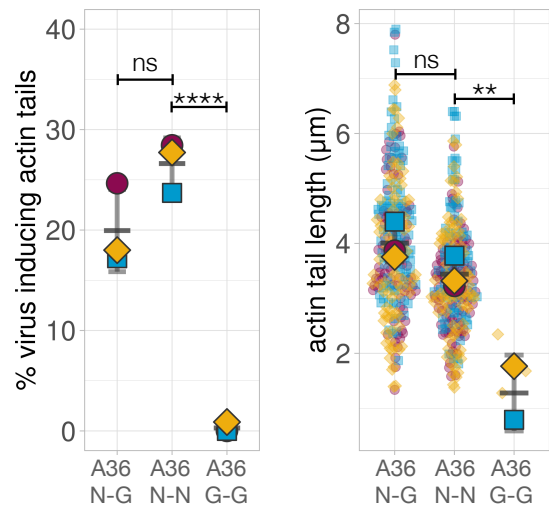 % virus inducing actin tails
40
30
20
10
0
ns
****
A36
N-G
A36
N-N
A36
G-G
actin tail length (µm)
8
6
4
2
ns
**
A36
N-G
A36
N-N
A36
G-G